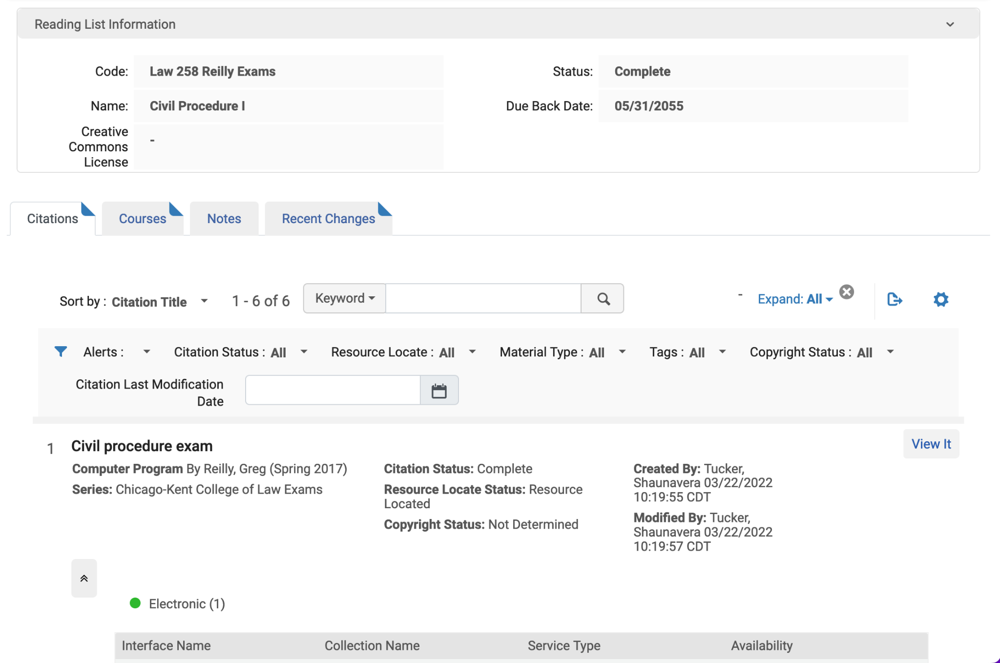 Reading List Information
Code: Law 258 Reilly Exams Status: Complete
Name: Civil Procedure I Due Back Date: 05/31/2055
Creative
Commons
License
-
Citations Courses Notes Recent Changes
Sort by : Citation Title 1 - 6 of 6 Keyword - Expand: All
Alerts : Citation Status : All Resource Locate : All Material Type : All Tags : All Copyright Status : All
Citation Last Modification
Date
1 Civil procedure exam View It
Computer Program By Reilly, Greg (Spring 2017)
Series: Chicago-Kent College of Law Exams
Citation Status: Complete
Resource Locate Status: Resource
Located
Copyright Status: Not Determined
Created By: Tucker,
Shaunavera 03/22/2022
10:19:55 CDT
Modified By: Tucker,
Shaunavera 03/22/2022
10:19:57 CDT
Electronic (1)
Interface Name Collection Name Service Type Availability